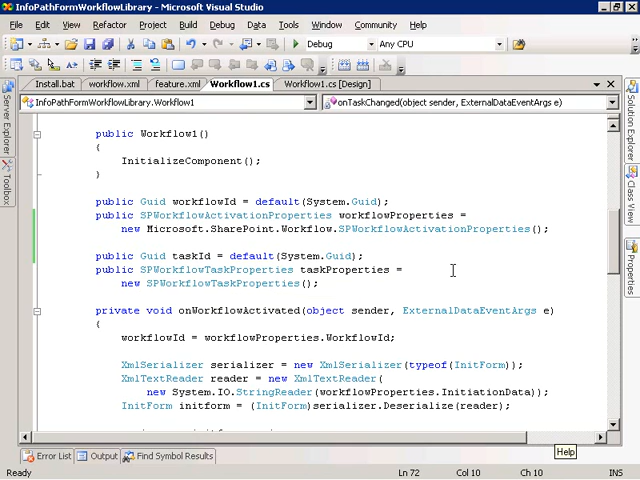 InfoPathFormWorkflowLibrary - Microsoft Visual Studio
File Edit View Refactor Project Build Debug Data Tools Window Community Help
Debug Any CPU
Install.bat workflow.xml feature.xml Workflow1.cs Workflow1.cs [Design]
InfoPathFormWorkflowLibrary.Workflow1 onTaskChanged(object sender, ExternalDataEventArgs e)
Server Explorer
Toolbox
Solution Explorer
Class View
Properties
public Workflow1()
{
InitializeComponent();
}
public Guid workflowId = default(System.Guid);
public SPWorkflowActivationProperties workflowProperties =
new Microsoft.SharePoint.Workflow.SPWorkflowActivationProperties();
public Guid taskId = default(System.Guid);
public SPWorkflowTaskProperties taskProperties =
new SPWorkflowTaskProperties();
private void onWorkflowActivated(object sender, ExternalDataEventArgs e)
{
workflowId = workflowProperties.WorkflowId;
XmlSerializer serializer = new XmlSerializer(typeof(InitForm));
XmlTextReader reader = new XmlTextReader(
new System.IO.StringReader(workflowProperties.InitiationData));
InitForm initform = (InitForm)serializer.Deserialize(reader);
Help
Error List Output Find Symbol Results
Ready Ln 72 Col 10 Ch 10 INS